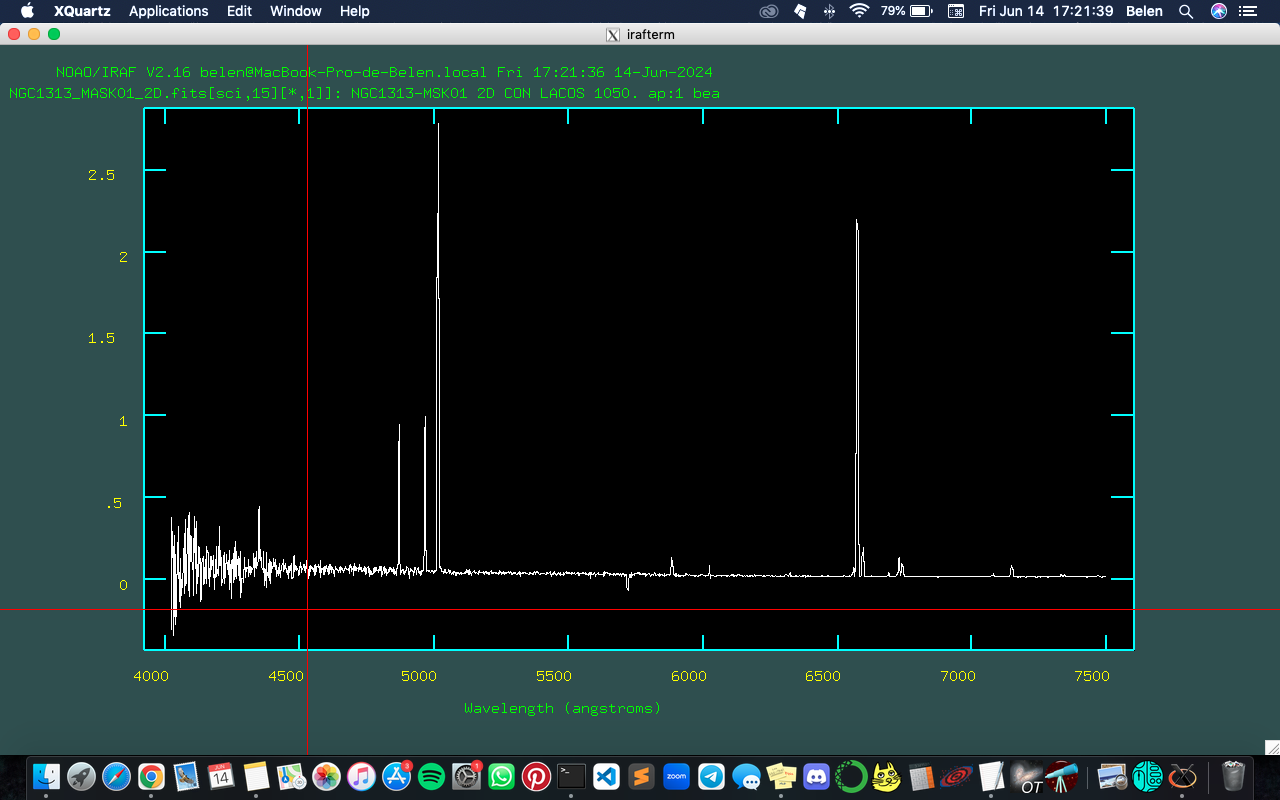 XQuartz Applications Edit Window Help 79% Fri Jun 14 17:21:39 Belen
irafterm
NOAO/IRAF V2.16 belen@MacBook-Pro-de-Belen.local Fri 17:21:36 14-Jun-2024
NGC1313_MASK01_2D.fits[sci,15][*,1]]: NGC1313-MSK01 2D CON LACOS 1050. ap:1 bea
2.5
2
1.5
1
.5
0
4000 4500 5000 5500 6000 6500 7000 7500
Wavelength (angstroms)
JUN
14
3
1
zoom
OT